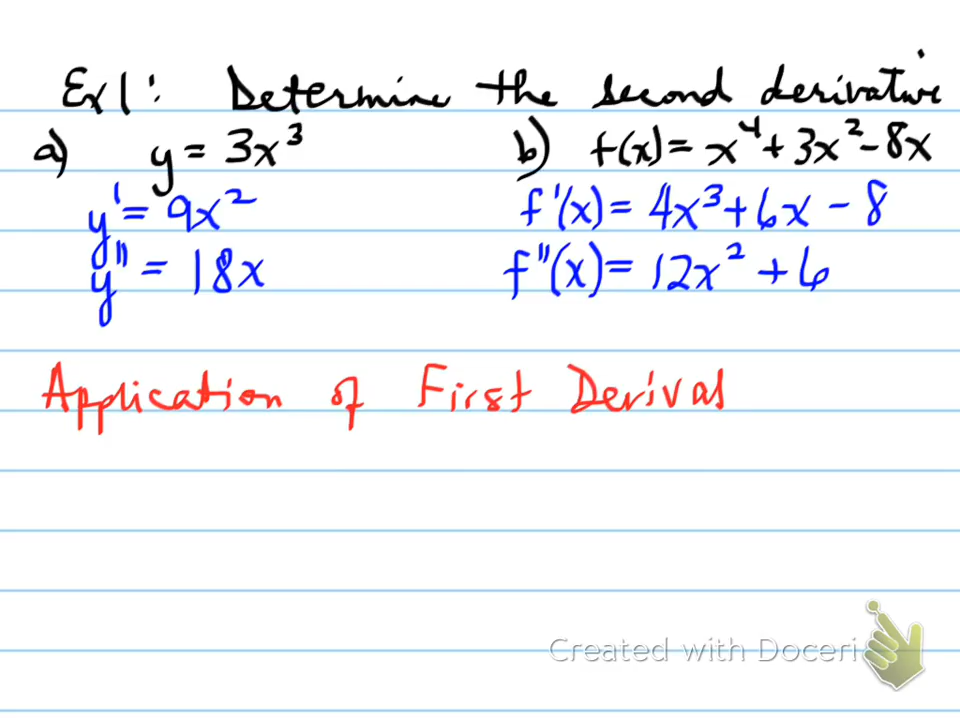 Ex 1: Determine the second derivative
a) y = 3x³ b) f(x) = x⁴ + 3x² - 8x
y' = 9x² f'(x) = 4x³ + 6x - 8
y'' = 18x f''(x) = 12x² + 6
Application of First Derivat
Created with Doceri